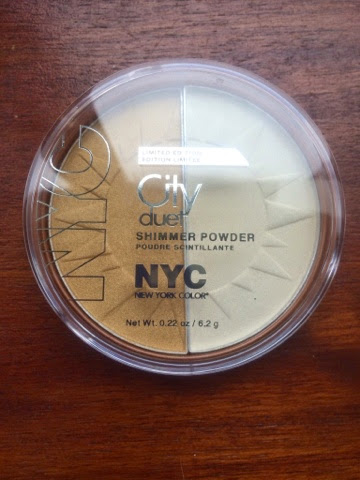 NYC
LIMITED EDITION
ÉDITION LIMITÉE
City
duet
SHIMMER POWDER
POUDRE SCINTILLANTE
NYC
NEW YORK COLOR®
Net Wt. 0.22 oz / 6.2 g